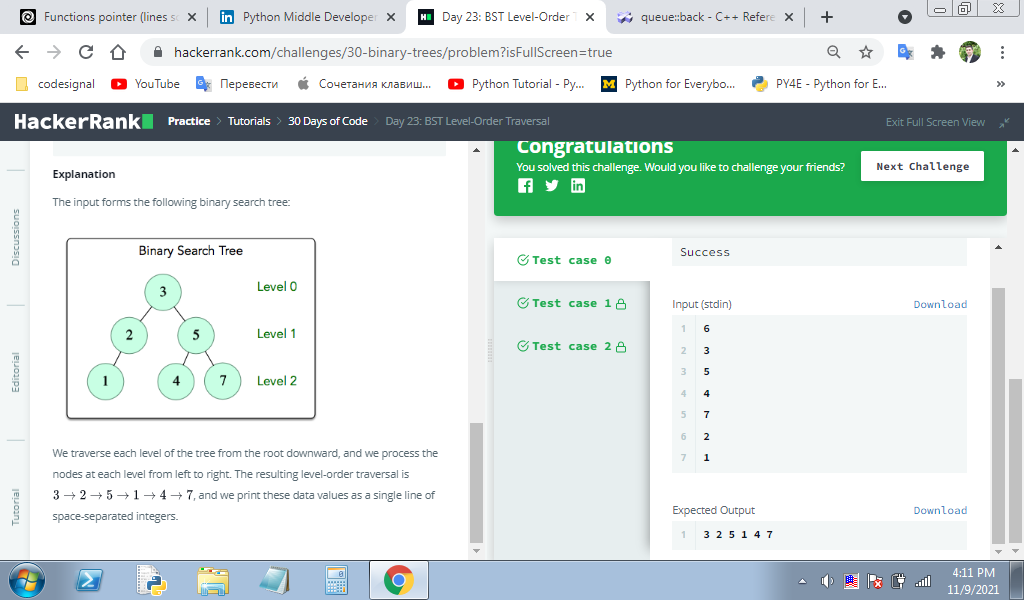 Functions pointer (lines s
Python Middle Developer
Day 23: BST Level-Order T
queue::back - C++ Refere
hackerrank.com/challenges/30-binary-trees/problem?isFullScreen=true
codesignal
YouTube
Перевести
Сочетания клавиш...
Python Tutorial - Py...
Python for Everybo...
PY4E - Python for E...
»
HackerRank
Practice > Tutorials > 30 Days of Code > Day 23: BST Level-Order Traversal
Exit Full Screen View
Discussions
Editorial
Tutorial
Explanation
The input forms the following binary search tree:
Binary Search Tree
3 Level 0
2 5 Level 1
1 4 7 Level 2
We traverse each level of the tree from the root downward, and we process the
nodes at each level from left to right. The resulting level-order traversal is
3 → 2 → 5 → 1 → 4 → 7, and we print these data values as a single line of
space-separated integers.
Congratulations
You solved this challenge. Would you like to challenge your friends?
Next Challenge
Test case 0
Test case 1
Test case 2
Success
Input (stdin)
Download
1 6
2 3
3 5
4 4
5 7
6 2
7 1
Expected Output
Download
1 3 2 5 1 4 7
4:11 PM
11/9/2021